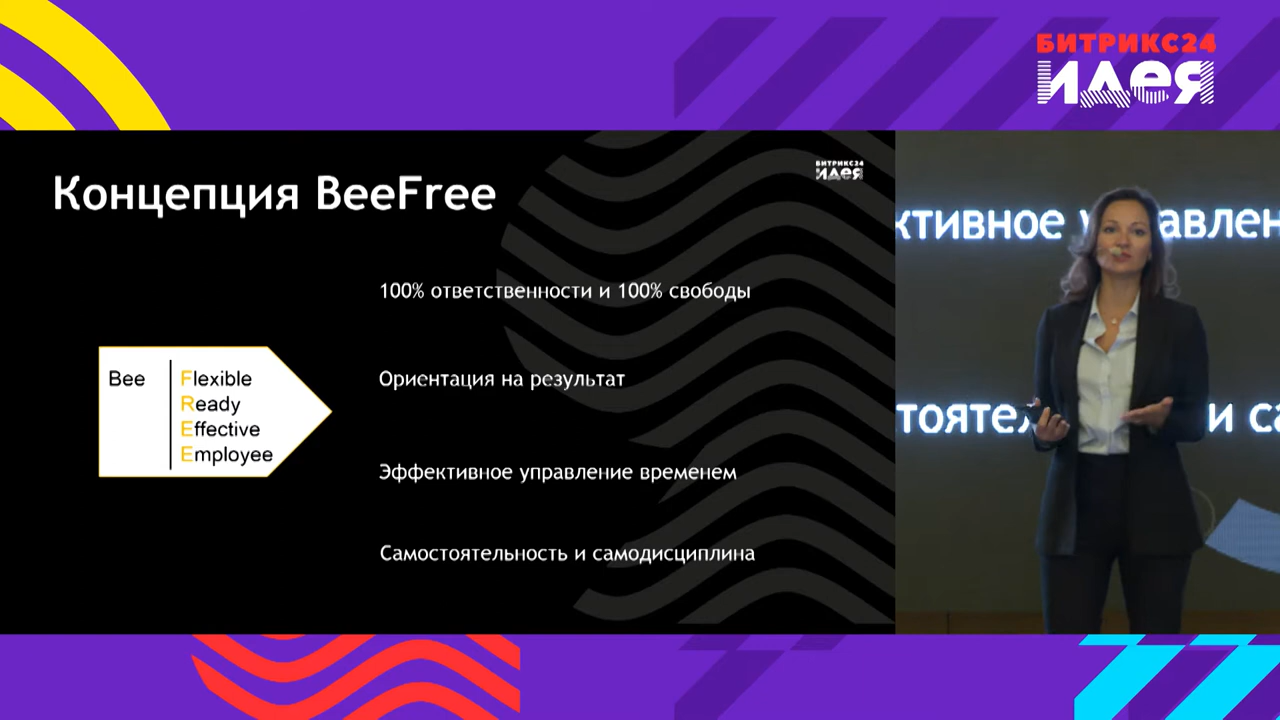 БИТРИКС24
идея
Концепция BeeFree
БИТРИКС24
идея
100% ответственности и 100% свободы
Bee
Flexible
Ready
Effective
Employee
Ориентация на результат
Эффективное управление временем
Самостоятельность и самодисциплина
ктивное у авлен
тояте и са